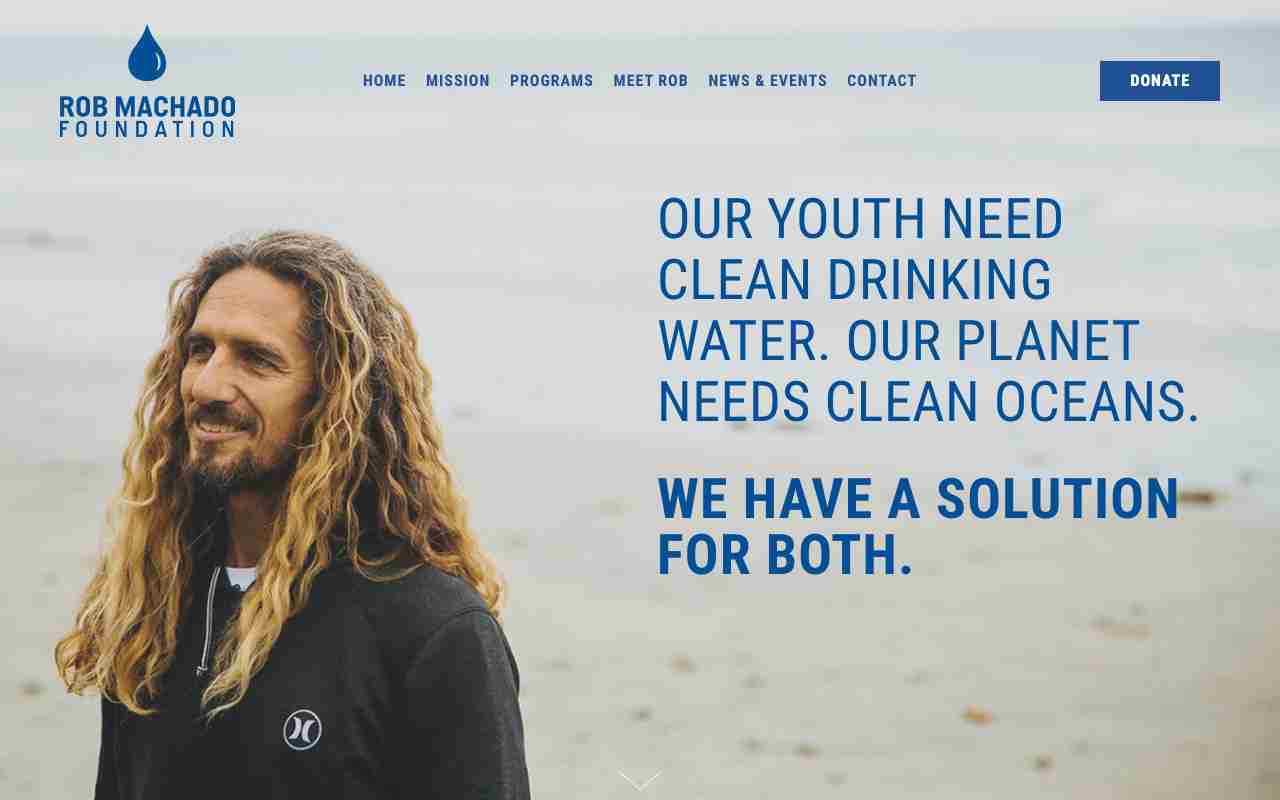 ROB MACHADO
FOUNDATION
HOME MISSION PROGRAMS MEET ROB NEWS & EVENTS CONTACT
DONATE
OUR YOUTH NEED
CLEAN DRINKING
WATER. OUR PLANET
NEEDS CLEAN OCEANS.
WE HAVE A SOLUTION
FOR BOTH.